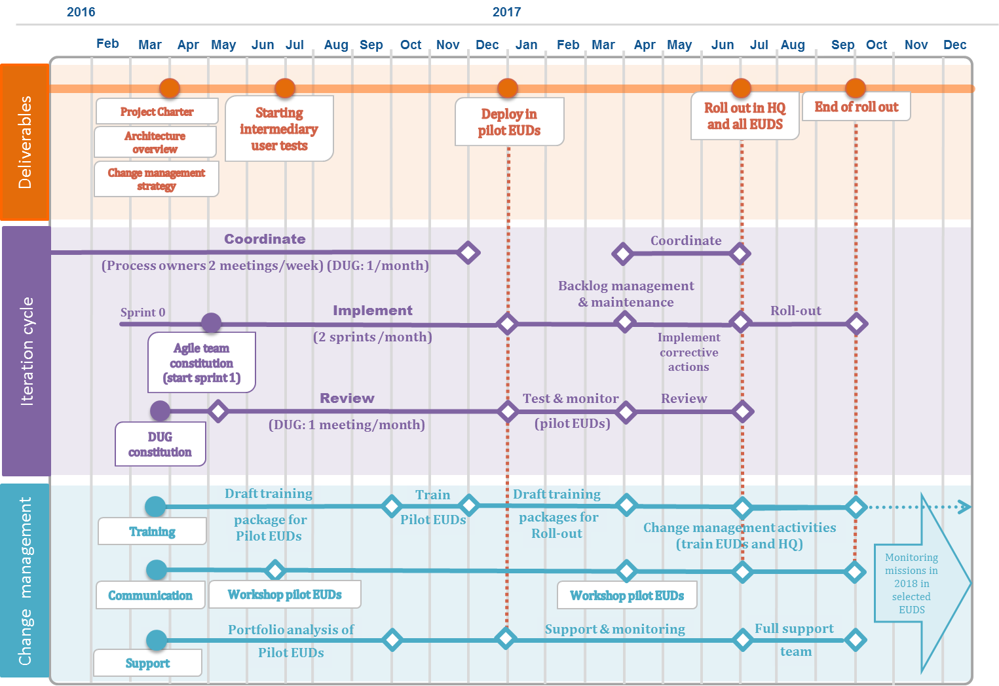 2016
2017
Feb Mar Apr May Jun Jul Aug Sep Oct Nov Dec Jan Feb Mar Apr May Jun Jul Aug Sep Oct Nov Dec
Deliverables
Project Charter
Architecture
overview
Change management
strategy
Starting
intermediary
user tests
Deploy in
pilot EUDs
Roll out in HQ
and all EUDS
End of roll out
Iteration cycle
Coordinate
(Process owners 2 meetings/week) (DUG: 1/month)
Coordinate
Sprint 0
Implement
(2 sprints/month)
Backlog management
& maintenance
Implement
corrective
actions
Roll-out
Agile team
constitution
(start sprint 1)
Review
(DUG: 1 meeting/month)
Test & monitor
(pilot EUDs)
Review
DUG
constitution
Change management
Draft training
package for
Pilot EUDs
Train
Pilot EUDs
Draft training
packages for
Roll-out
Change management activities
(train EUDs and HQ)
Training
Communication
Workshop pilot EUDs
Workshop pilot EUDs
Portfolio analysis of
Pilot EUDs
Support & monitoring
Full support
team
Support
Monitoring
missions in
2018 in
selected
EUDS